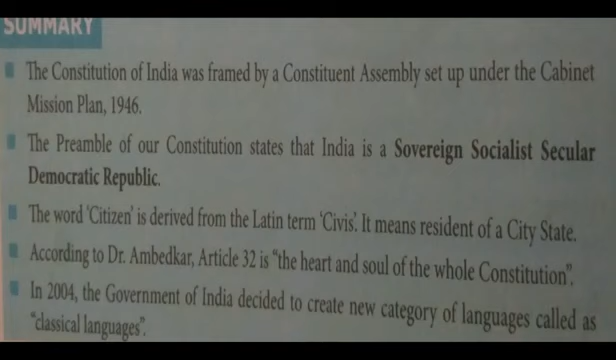 SUMMARY
The Constitution of India was framed by a Constituent Assembly set up under the Cabinet
Mission Plan, 1946.
The Preamble of our Constitution states that India is a Sovereign Socialist Secular
Democratic Republic.
The word 'Citizen' is derived from the Latin term 'Civis'. It means resident of a City State.
According to Dr. Ambedkar, Article 32 is “the heart and soul of the whole Constitution”.
In 2004, the Government of India decided to create new category of languages called as
“classical languages”.